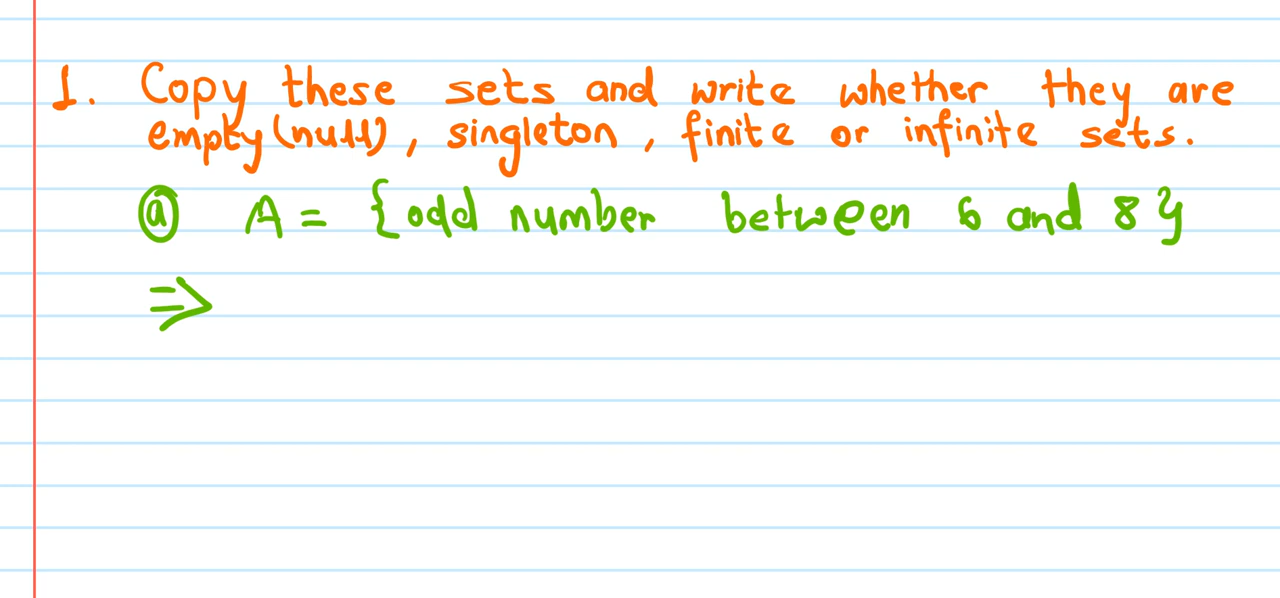 1. Copy these sets and write whether they are
empty(null), singleton, finite or infinite sets.
ⓐ A = {odd number between 6 and 8}
⇒